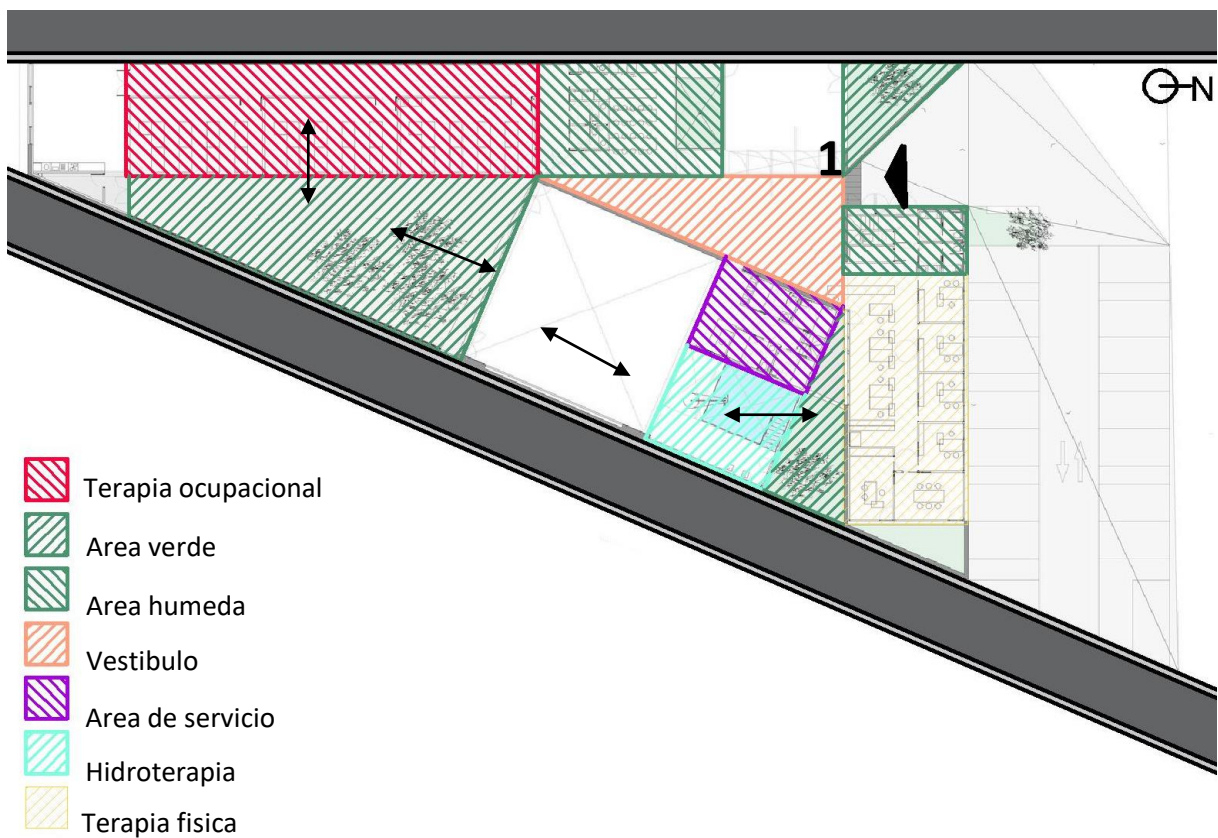 N
1
Terapia ocupacional
Area verde
Area humeda
Vestibulo
Area de servicio
Hidroterapia
Terapia fisica